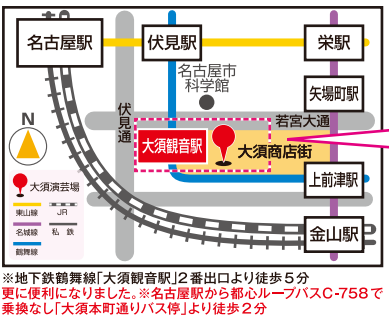 名古屋駅
伏見駅
栄駅
名古屋市
科学館
矢場町駅
伏見通
若宮大通
N
大須観音駅
大須商店街
大須演芸場
上前津駅
東山線
JR
名城線
私鉄
鶴舞線
金山駅
※地下鉄鶴舞線「大須観音駅」2番出口より徒歩5分
更に便利になりました。※名古屋駅から都心ループバスC-758で
乗換なし「大須本町通りバス停」より徒歩2分